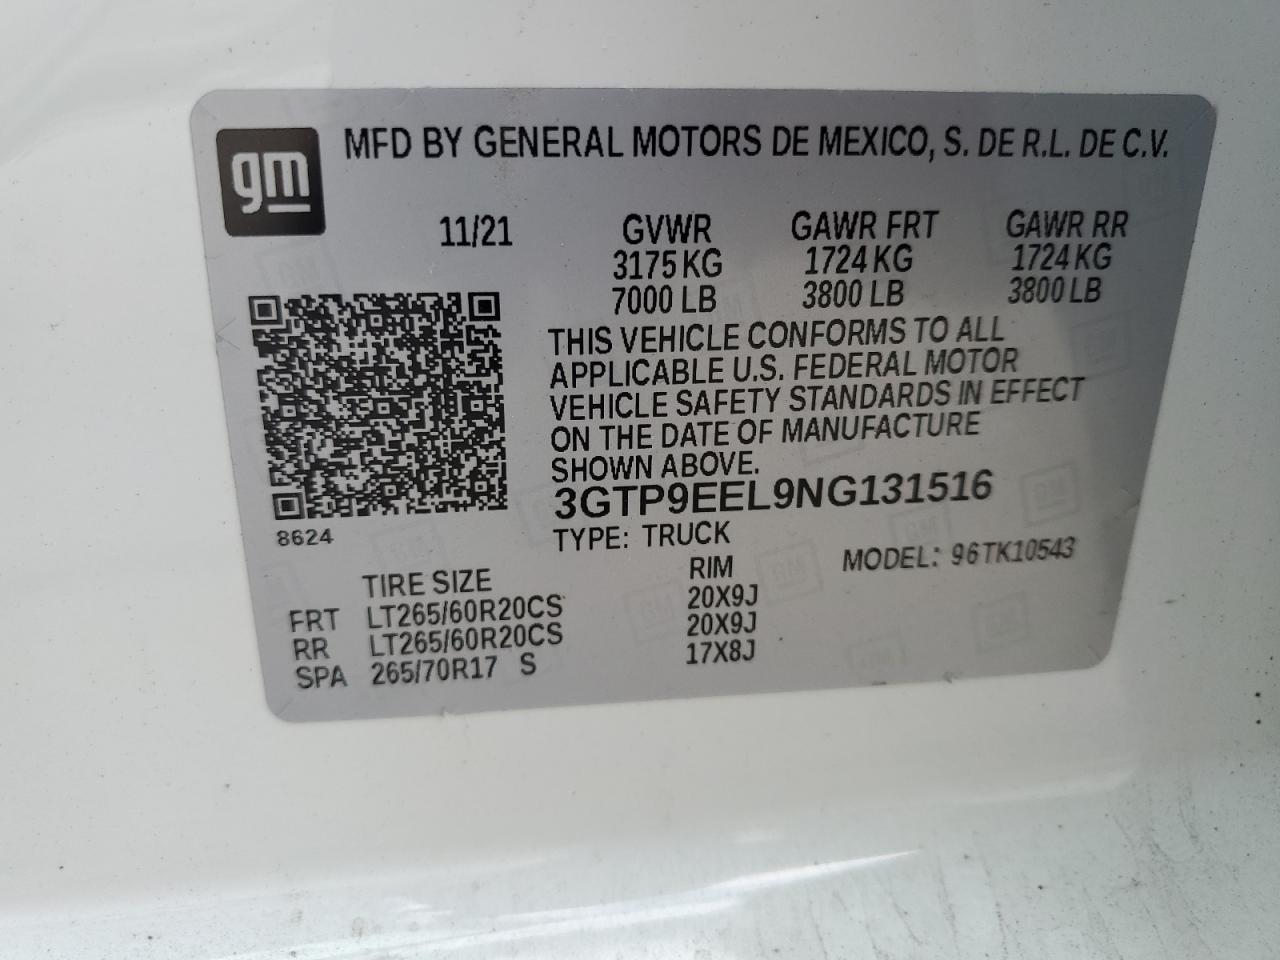 gm
MFD BY GENERAL MOTORS DE MEXICO, S. DE R.L. DE C.V.
11/21 GVWR GAWR FRT GAWR RR
3175 KG 1724 KG 1724 KG
7000 LB 3800 LB 3800 LB
THIS VEHICLE CONFORMS TO ALL
APPLICABLE U.S. FEDERAL MOTOR
VEHICLE SAFETY STANDARDS IN EFFECT
ON THE DATE OF MANUFACTURE
SHOWN ABOVE.
3GTP9EEL9NG131516
8624
TYPE: TRUCK
MODEL: 96TK10543
TIRE SIZE RIM
FRT LT265/60R20CS 20X9J
RR LT265/60R20CS 20X9J
SPA 265/70R17 S 17X8J